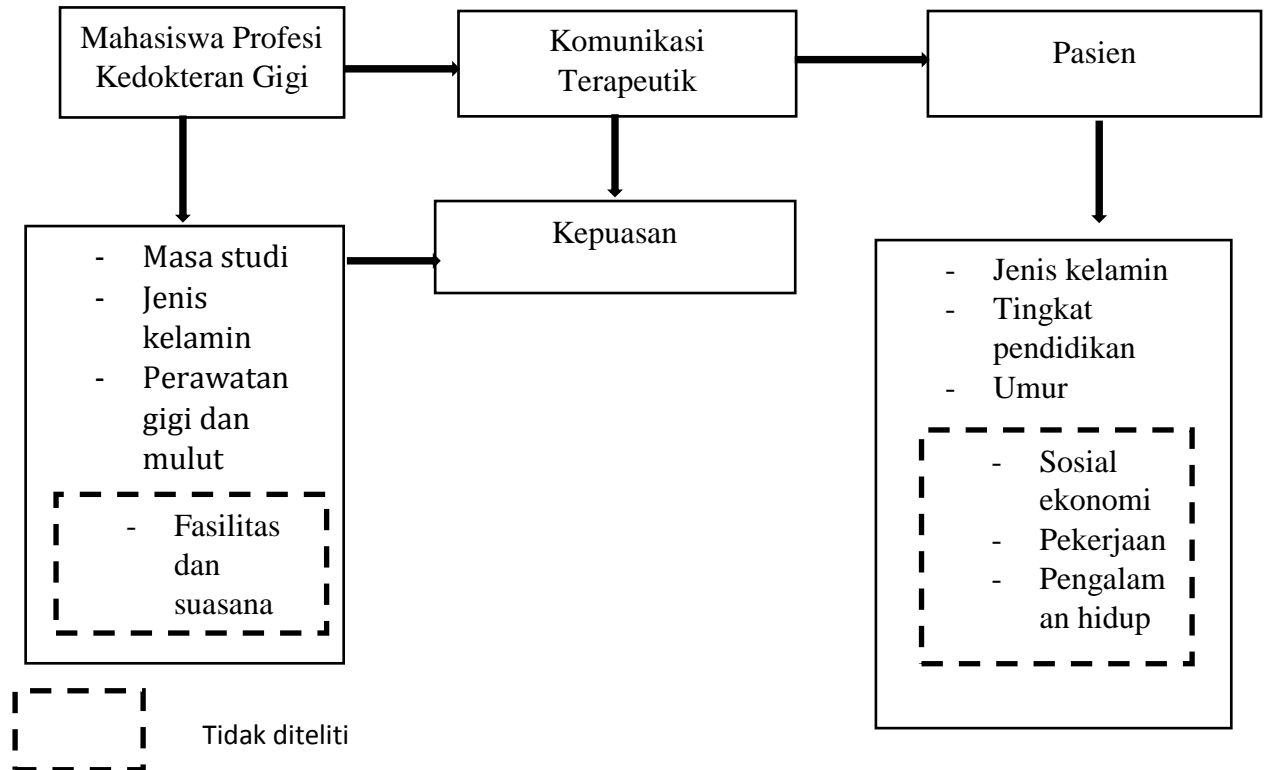 Mahasiswa Profesi
Kedokteran Gigi
Komunikasi
Terapeutik
Pasien
- Masa studi
- Jenis
kelamin
- Perawatan
gigi dan
mulut
- Fasilitas
dan
suasana
Kepuasan
- Jenis kelamin
- Tingkat
pendidikan
- Umur
- Sosial
ekonomi
- Pekerjaan
- Pengalam
an hidup
Tidak diteliti